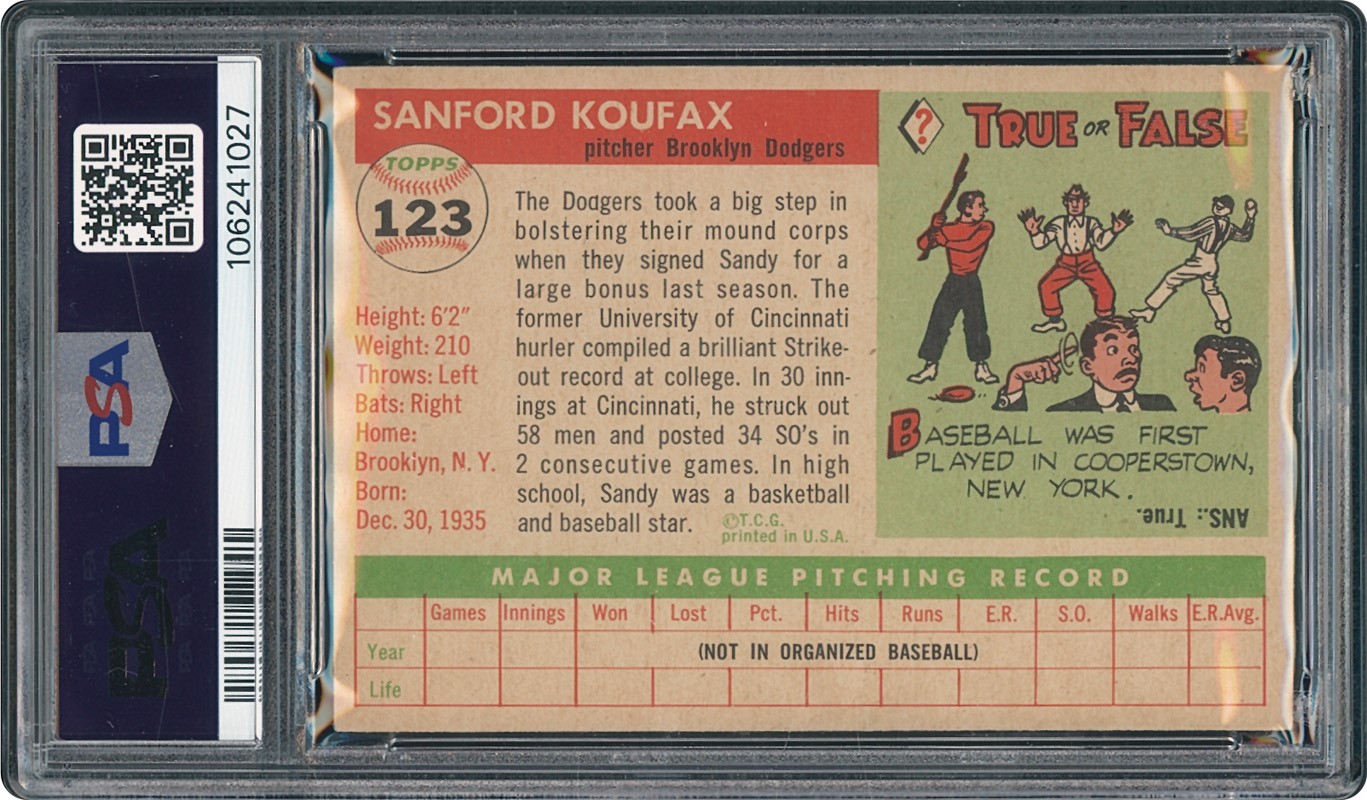 106241027
PSA
PSA
SANFORD KOUFAX
pitcher Brooklyn Dodgers
TOPPS
123
Height: 6'2"
Weight: 210
Throws: Left
Bats: Right
Home:
Brooklyn, N. Y.
Born:
Dec. 30, 1935
The Dodgers took a big step in
bolstering their mound corps
when they signed Sandy for a
large bonus last season. The
former University of Cincinnati
hurler compiled a brilliant Strike-
out record at college. In 30 inn-
ings at Cincinnati, he struck out
58 men and posted 34 SO's in
2 consecutive games. In high
school, Sandy was a basketball
and baseball star.
©T.C.G.
printed in U.S.A.
?
TRUE OR FALSE
BASEBALL WAS FIRST
PLAYED IN COOPERSTOWN,
NEW YORK.
ANS.: True.
MAJOR LEAGUE PITCHING RECORD
Games Innings Won Lost Pct. Hits Runs E.R. S.O. Walks E.R.Avg.
Year (NOT IN ORGANIZED BASEBALL)
Life